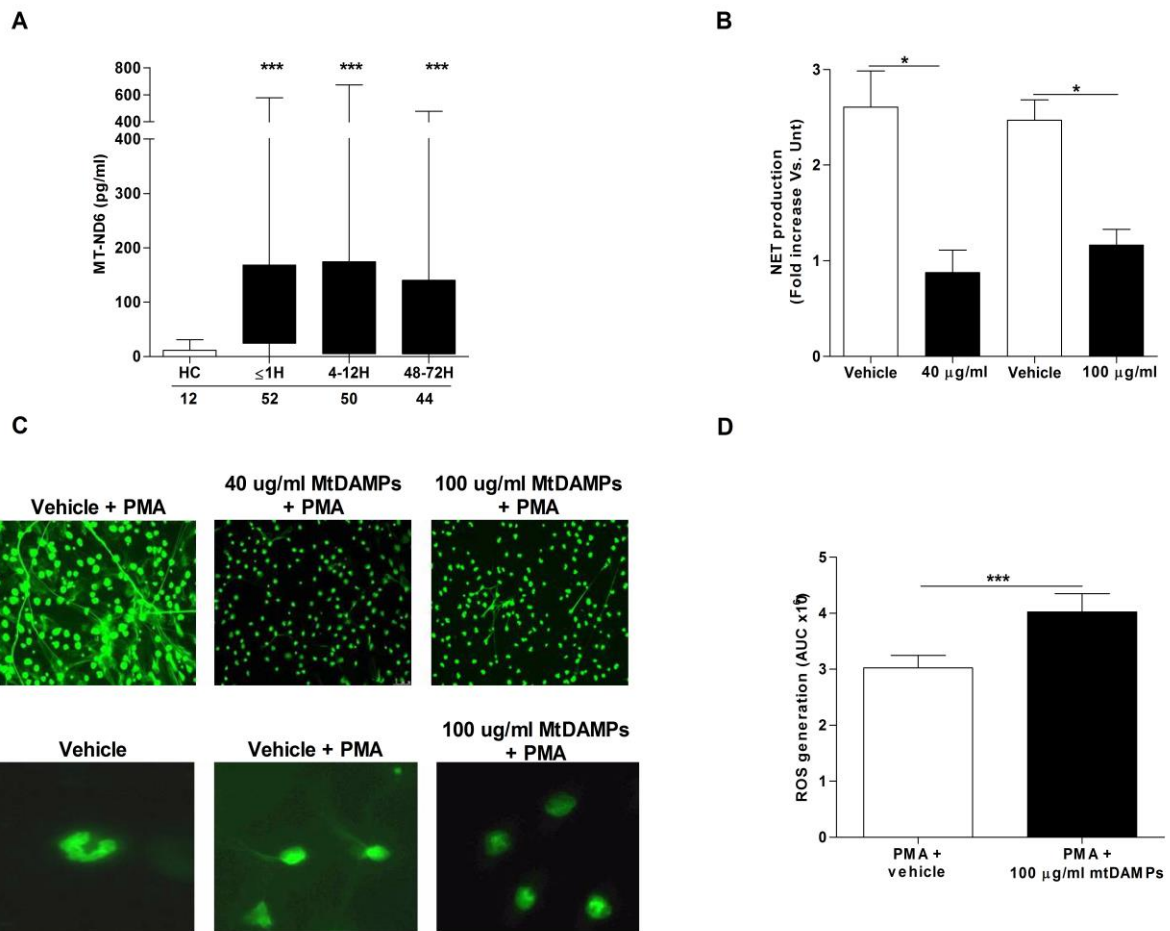 A
MT-ND6 (pg/ml)
800
600
400
400
300
200
100
0
*** *** ***
HC ≤1H 4-12H 48-72H
12 52 50 44
B
NET production
(Fold increase Vs. Unt)
3
2
1
0
* *
Vehicle 40 μg/ml Vehicle 100 μg/ml
C
Vehicle + PMA
40 ug/ml MtDAMPs
+ PMA
100 ug/ml MtDAMPs
+ PMA
Vehicle
Vehicle + PMA
100 ug/ml MtDAMPs
+ PMA
D
ROS generation (AUC x10⁶)
5
4
3
2
1
0
***
PMA +
vehicle
PMA +
100 μg/ml mtDAMPs